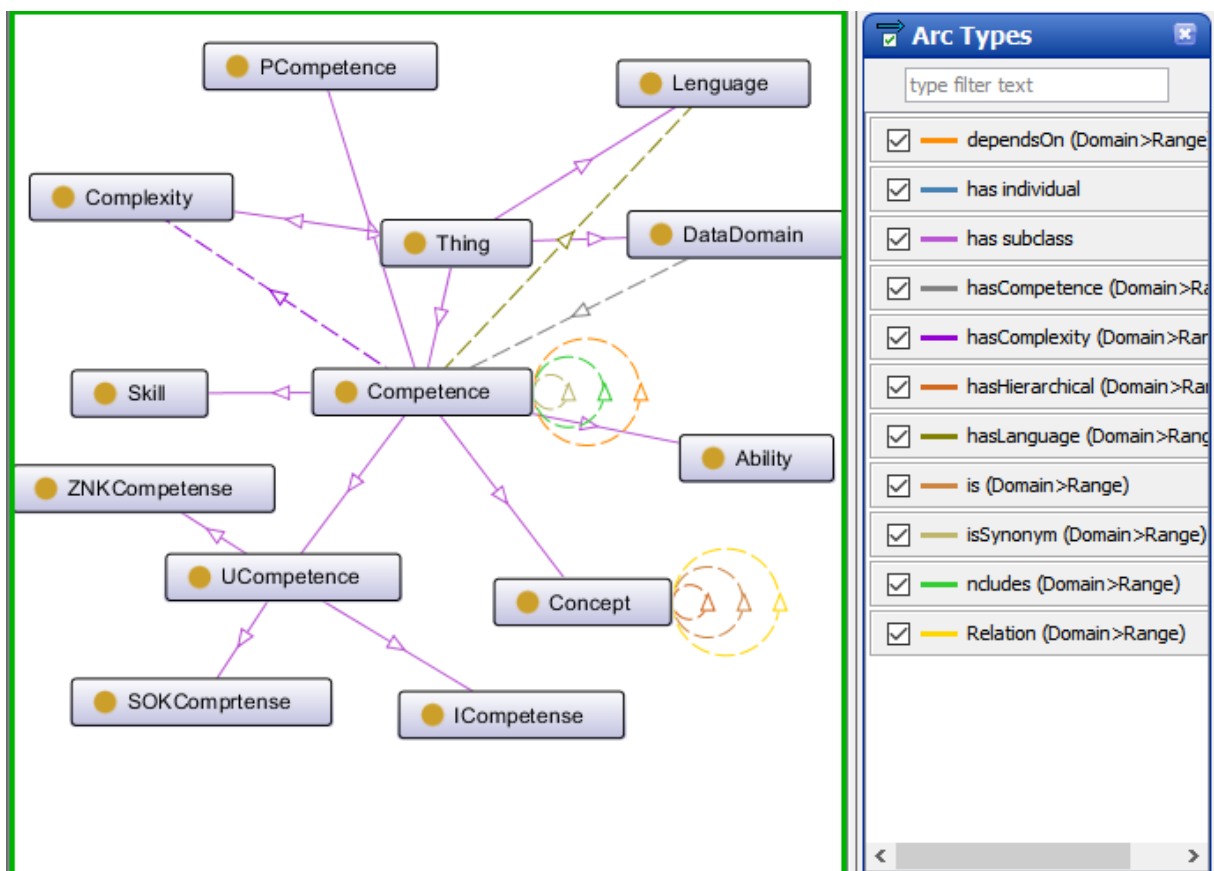 PCompetence
Lenguage
Complexity
Thing
DataDomain
Skill
Competence
Ability
ZNKCompetense
UCompetence
Concept
SOKComprtense
ICompetense
Arc Types
type filter text
dependsOn (Domain>Range
has individual
has subclass
hasCompetence (Domain>Ra
hasComplexity (Domain>Ran
hasHierarchical (Domain>Ra
hasLanguage (Domain>Rang
is (Domain>Range)
isSynonym (Domain>Range)
ncludes (Domain>Range)
Relation (Domain>Range)